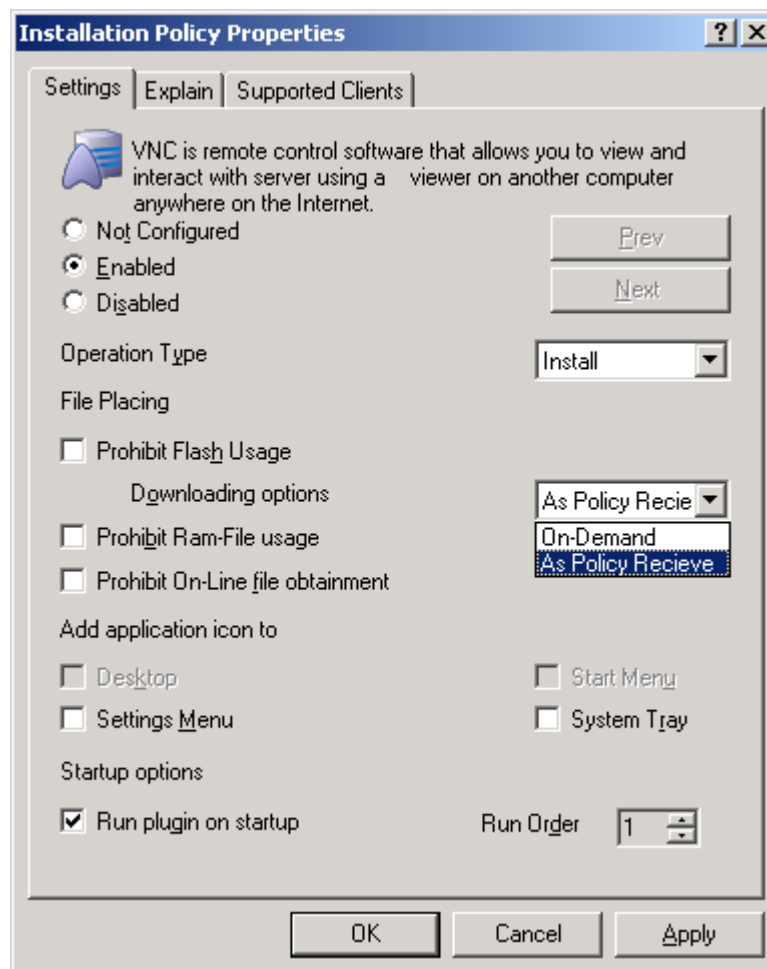 Installation Policy Properties
Settings Explain Supported Clients
VNC is remote control software that allows you to view and
interact with server using a viewer on another computer
anywhere on the Internet.
Not Configured
Prev
Enabled
Next
Disabled
Operation Type
Install
File Placing
Prohibit Flash Usage
Downloading options
As Policy Recie
Prohibit Ram-File usage
On-Demand
As Policy Recieve
Prohibit On-Line file obtainment
Add application icon to
Desktop
Start Menu
Settings Menu
System Tray
Startup options
Run plugin on startup
Run Order
1
OK Cancel Apply